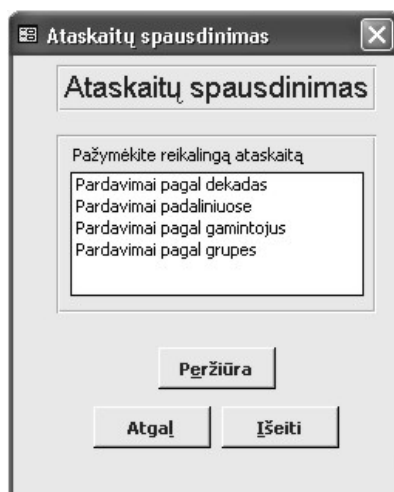 Ataskaitų spausdinimas
Ataskaitų spausdinimas
Pažymėkite reikalingą ataskaitą
Pardavimai pagal dekadas
Pardavimai padaliniuose
Pardavimai pagal gamintojus
Pardavimai pagal grupes
Peržiūra
Atgal
Išeiti